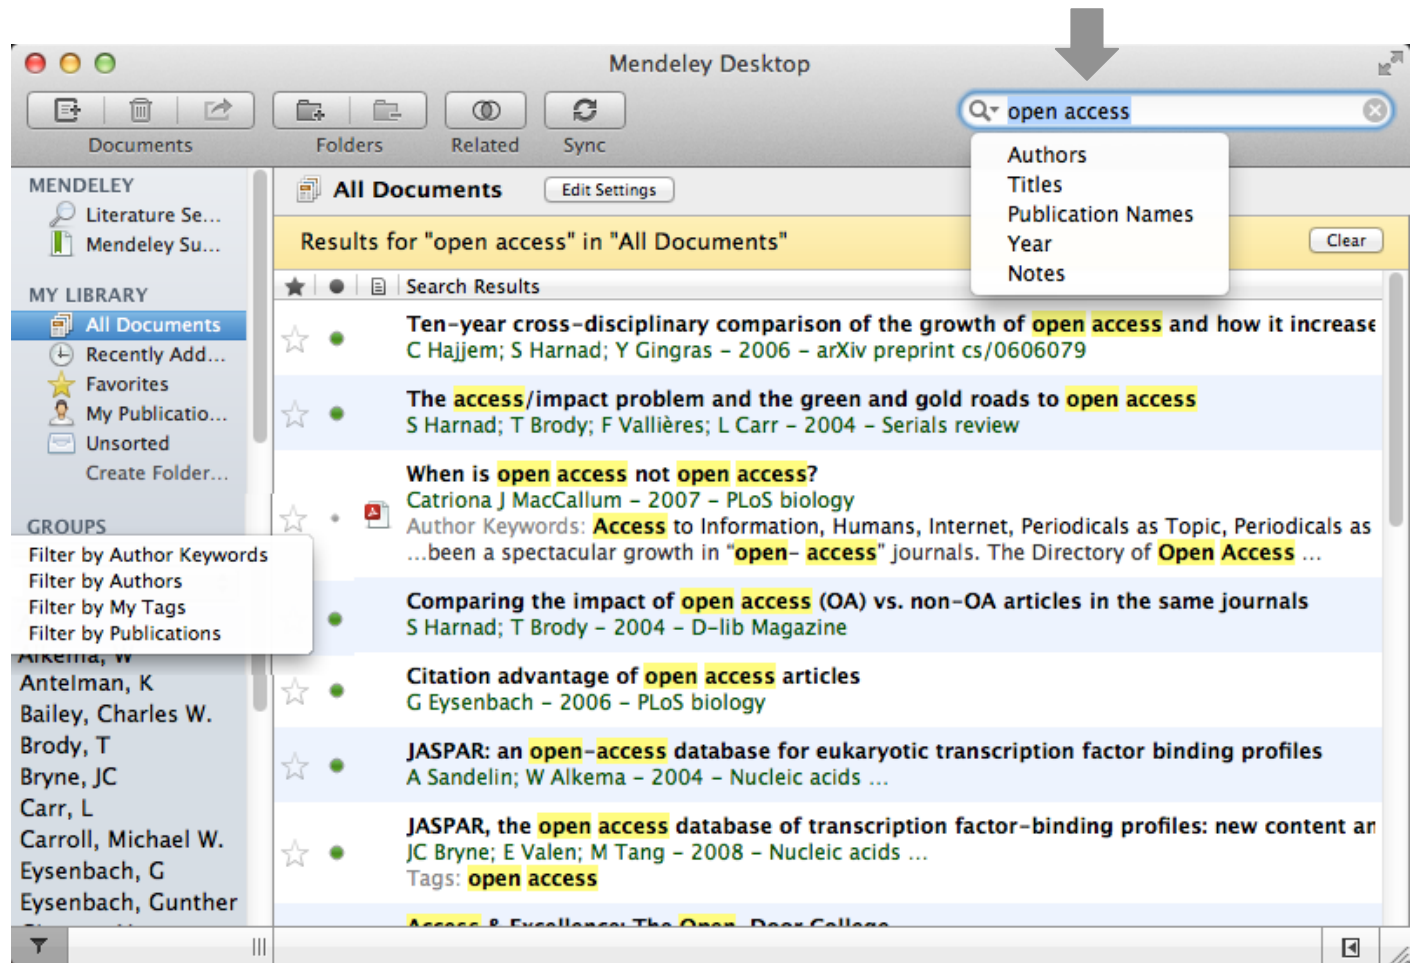 Mendeley Desktop
Documents
Folders
Related
Sync
open access
Authors
Titles
Publication Names
Year
Notes
MENDELEY
Literature Se...
Mendeley Su...
MY LIBRARY
All Documents
Recently Add...
Favorites
My Publicatio...
Unsorted
Create Folder...
GROUPS
Filter by Author Keywords
Filter by Authors
Filter by My Tags
Filter by Publications
Alkema, W
Antelman, K
Bailey, Charles W.
Brody, T
Bryne, JC
Carr, L
Carroll, Michael W.
Eysenbach, G
Eysenbach, Gunther
All Documents
Edit Settings
Results for "open access" in "All Documents"
Clear
Search Results
Ten-year cross-disciplinary comparison of the growth of open access and how it increase
C Hajjem; S Harnad; Y Gingras – 2006 – arXiv preprint cs/0606079
The access/impact problem and the green and gold roads to open access
S Harnad; T Brody; F Vallières; L Carr – 2004 – Serials review
When is open access not open access?
Catriona J MacCallum – 2007 – PLoS biology
Author Keywords: Access to Information, Humans, Internet, Periodicals as Topic, Periodicals as
...been a spectacular growth in "open- access" journals. The Directory of Open Access ...
Comparing the impact of open access (OA) vs. non-OA articles in the same journals
S Harnad; T Brody – 2004 – D-lib Magazine
Citation advantage of open access articles
G Eysenbach – 2006 – PLoS biology
JASPAR: an open-access database for eukaryotic transcription factor binding profiles
A Sandelin; W Alkema – 2004 – Nucleic acids ...
JASPAR, the open access database of transcription factor-binding profiles: new content an
JC Bryne; E Valen; M Tang – 2008 – Nucleic acids ...
Tags: open access
Access & Excellence: The Open Door College